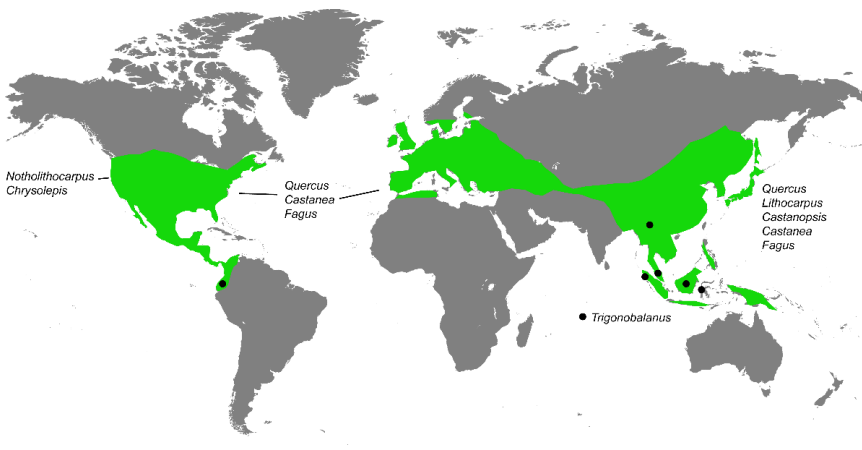 Notholithocarpus
Chrysolepis
Quercus
Castanea
Fagus
Quercus
Lithocarpus
Castanopsis
Castanea
Fagus
Trigonobalanus